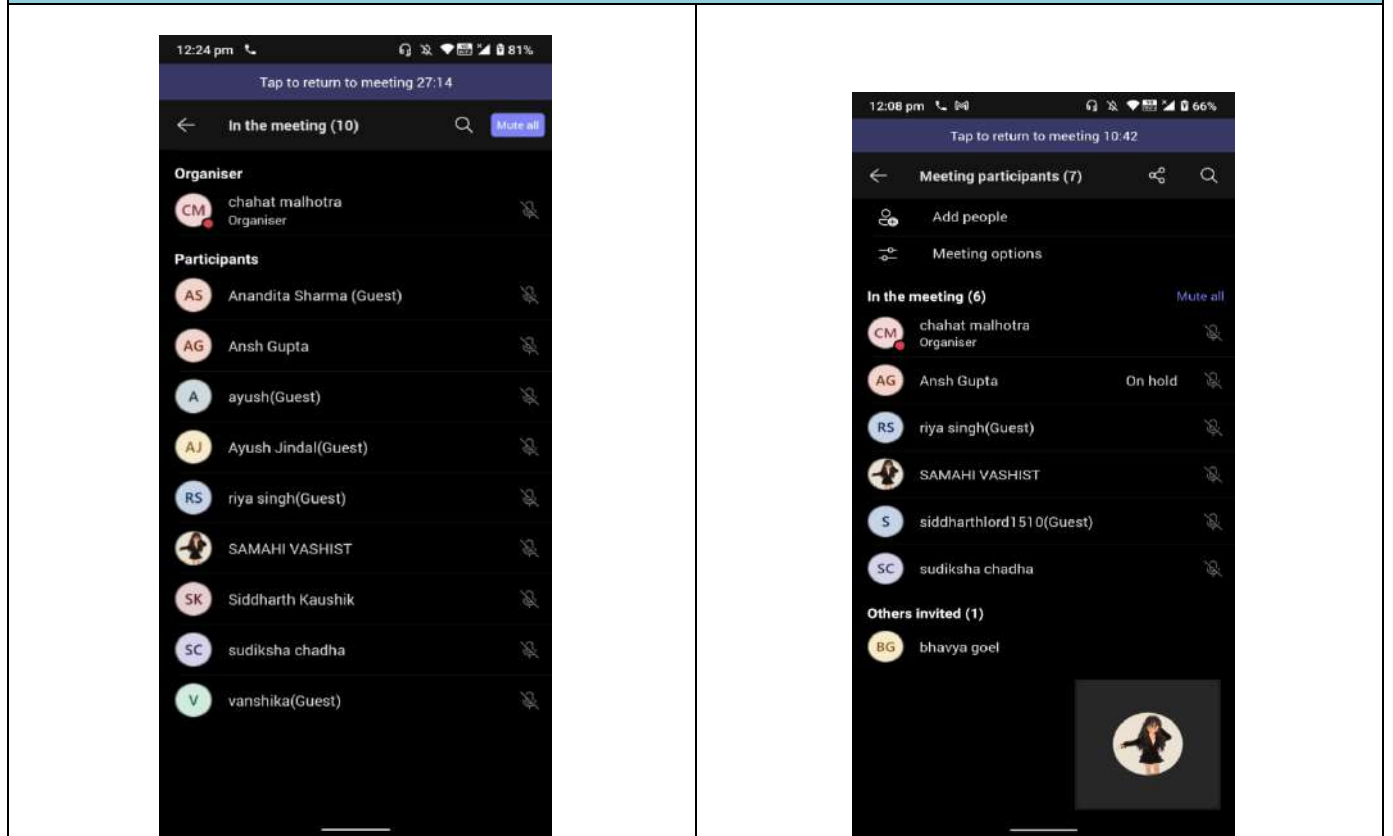 12:24 pm 81%
Tap to return to meeting 27:14
In the meeting (10) Mute all
Organiser
CM chahat malhotra
Organiser
Participants
AS Anandita Sharma (Guest)
AG Ansh Gupta
A ayush(Guest)
AJ Ayush Jindal(Guest)
RS riya singh(Guest)
SAMAHI VASHIST
SK Siddharth Kaushik
SC sudiksha chadha
V vanshika(Guest)
12:08 pm 66%
Tap to return to meeting 10:42
Meeting participants (7)
Add people
Meeting options
In the meeting (6) Mute all
CM chahat malhotra
Organiser
AG Ansh Gupta On hold
RS riya singh(Guest)
SAMAHI VASHIST
S siddharthlord1510(Guest)
SC sudiksha chadha
Others invited (1)
BG bhavya goel